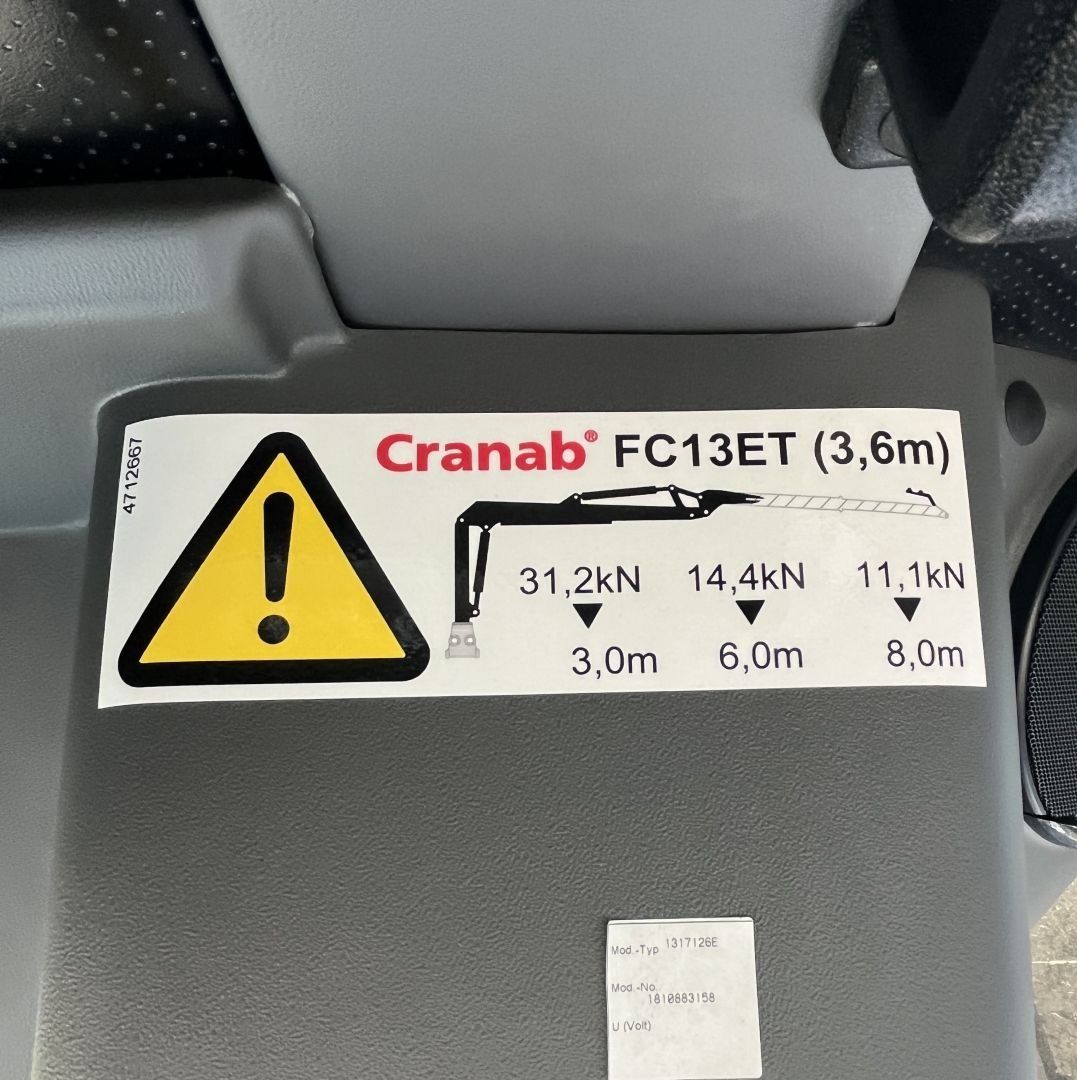 4712667
Cranab® FC13ET (3,6m)
31,2kN 14,4kN 11,1kN
3,0m 6,0m 8,0m
Mod.-Typ 1317126E
Mod.-No.
1810883158
U (Volt)